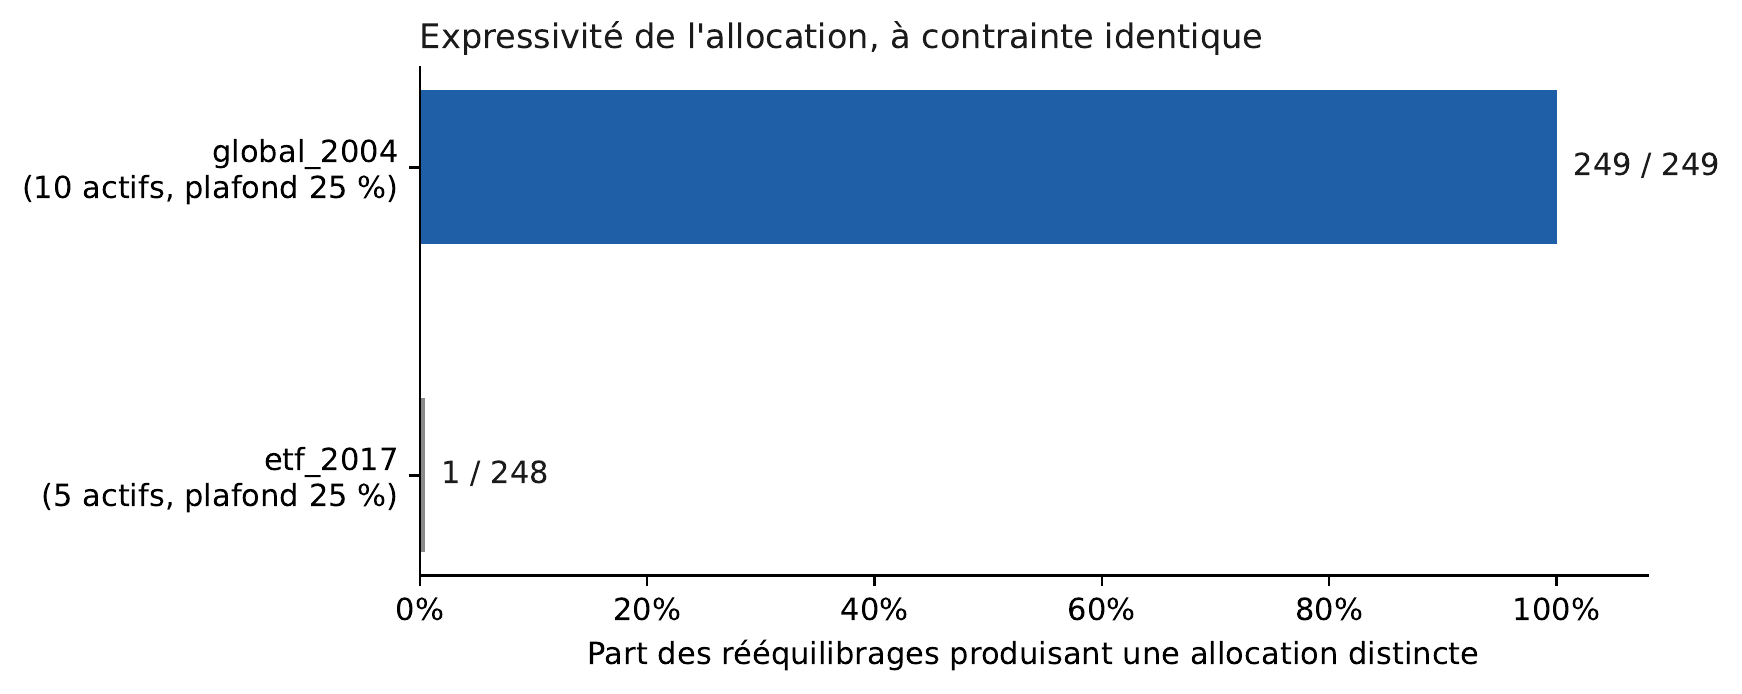 Expressivité de l'allocation, à contrainte identique
global_2004
(10 actifs, plafond 25 %)
249 / 249
etf_2017
(5 actifs, plafond 25 %)
1 / 248
0%
20%
40%
60%
80%
100%
Part des rééquilibrages produisant une allocation distincte